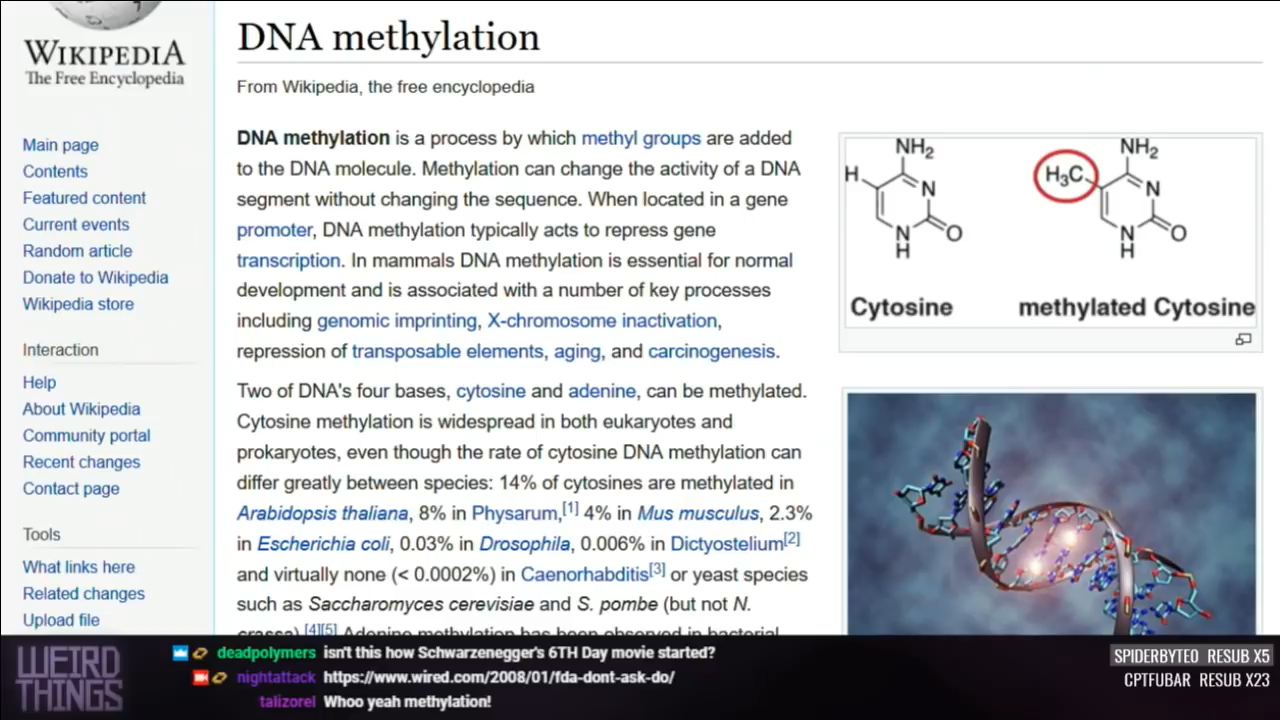 WIKIPEDIA
The Free Encyclopedia
Main page
Contents
Featured content
Current events
Random article
Donate to Wikipedia
Wikipedia store
Interaction
Help
About Wikipedia
Community portal
Recent changes
Contact page
Tools
What links here
Related changes
Upload file
DNA methylation
From Wikipedia, the free encyclopedia
DNA methylation is a process by which methyl groups are added
to the DNA molecule. Methylation can change the activity of a DNA
segment without changing the sequence. When located in a gene
promoter, DNA methylation typically acts to repress gene
transcription. In mammals DNA methylation is essential for normal
development and is associated with a number of key processes
including genomic imprinting, X-chromosome inactivation,
repression of transposable elements, aging, and carcinogenesis.
Two of DNA's four bases, cytosine and adenine, can be methylated.
Cytosine methylation is widespread in both eukaryotes and
prokaryotes, even though the rate of cytosine DNA methylation can
differ greatly between species: 14% of cytosines are methylated in
Arabidopsis thaliana, 8% in Physarum,[1] 4% in Mus musculus, 2.3%
in Escherichia coli, 0.03% in Drosophila, 0.006% in Dictyostelium[2]
and virtually none (< 0.0002%) in Caenorhabditis[3] or yeast species
such as Saccharomyces cerevisiae and S. pombe (but not N.
crassa).[4][5] Adenine methylation has been observed in bacterial,
NH₂
H
N
N
H
O
Cytosine
NH₂
H₃C
N
N
H
O
methylated Cytosine
WEIRD
THINGS
deadpolymers isn't this how Schwarzenegger's 6TH Day movie started?
nightattack https://www.wired.com/2008/01/fda-dont-ask-do/
talizorel Whoo yeah methylation!
SPIDERBYTE0 RESUB X5
CPTFUBAR RESUB X23